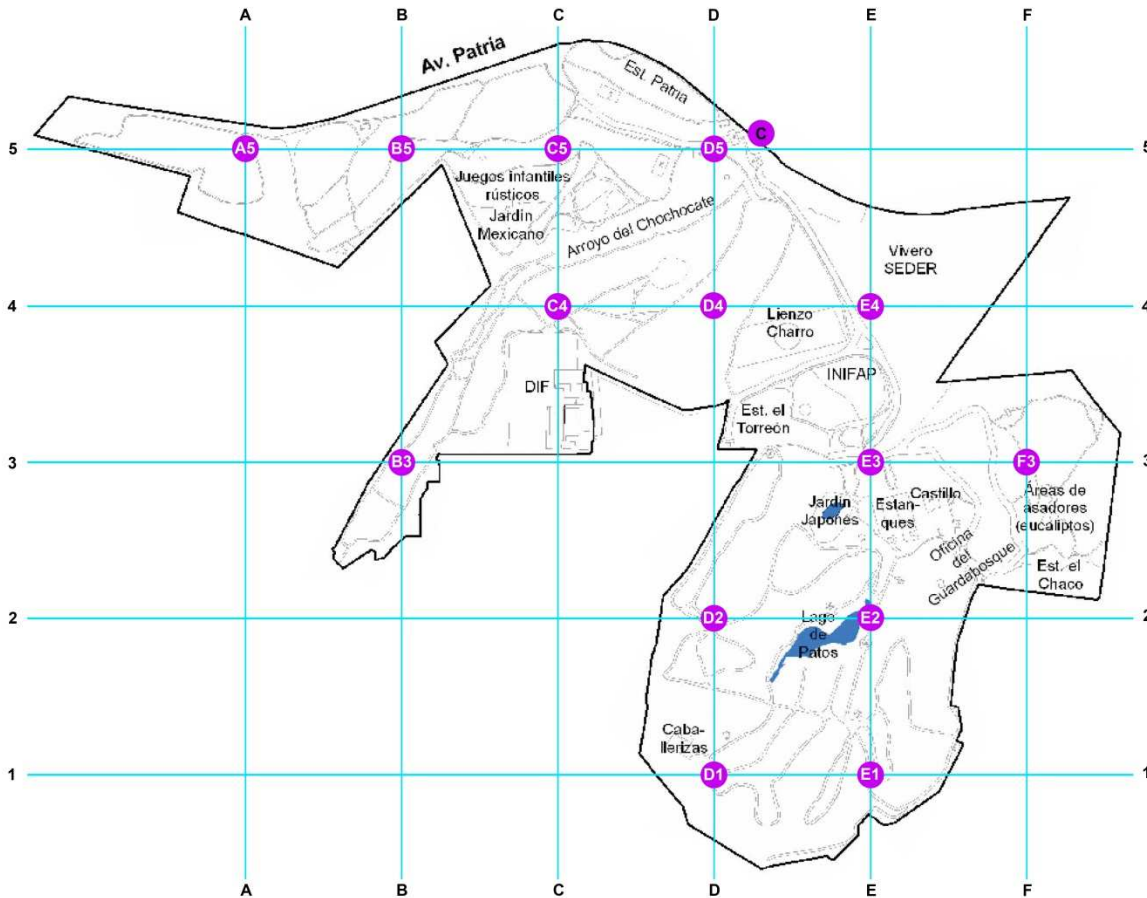 A B C D E F
Av. Patria
Est. Patria
C
5 A5 B5 C5 D5 5
Juegos infantiles
rústicos
Jardín
Mexicano
Arroyo del Chochocate
Vivero
SEDER
4 C4 D4 E4 4
Lienzo
Charro
DIF
INIFAP
Est. el
Torreón
3 B3 E3 F3 3
Jardín
Japones
Estan-
ques
Castillo
Áreas de
asadores
(eucaliptos)
Oficina
del
Guardabosque
Est. el
Chaco
2 D2 E2 2
Lago
de
Patos
Caba-
llerizas
1 D1 E1 1
A B C D E F